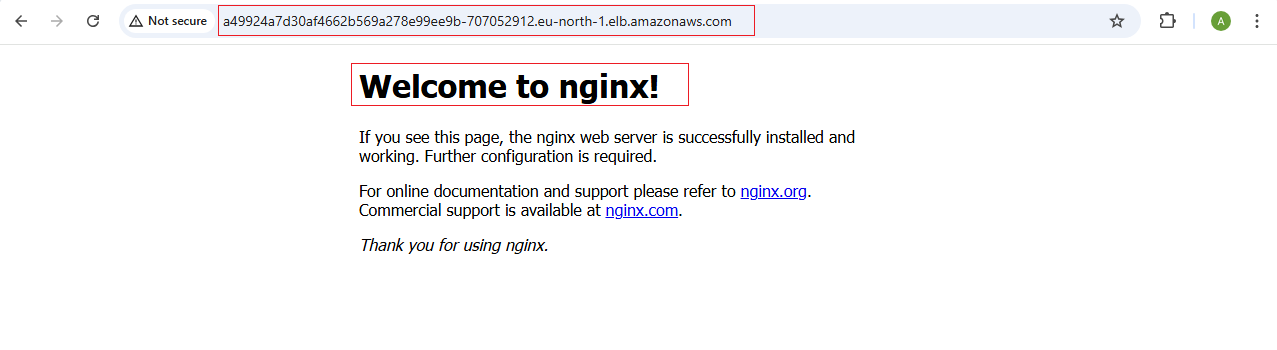 Not secure
a49924a7d30af4662b569a278e99ee9b-707052912.eu-north-1.elb.amazonaws.com
A
Welcome to nginx!
If you see this page, the nginx web server is successfully installed and
working. Further configuration is required.
For online documentation and support please refer to nginx.org.
Commercial support is available at nginx.com.
Thank you for using nginx.